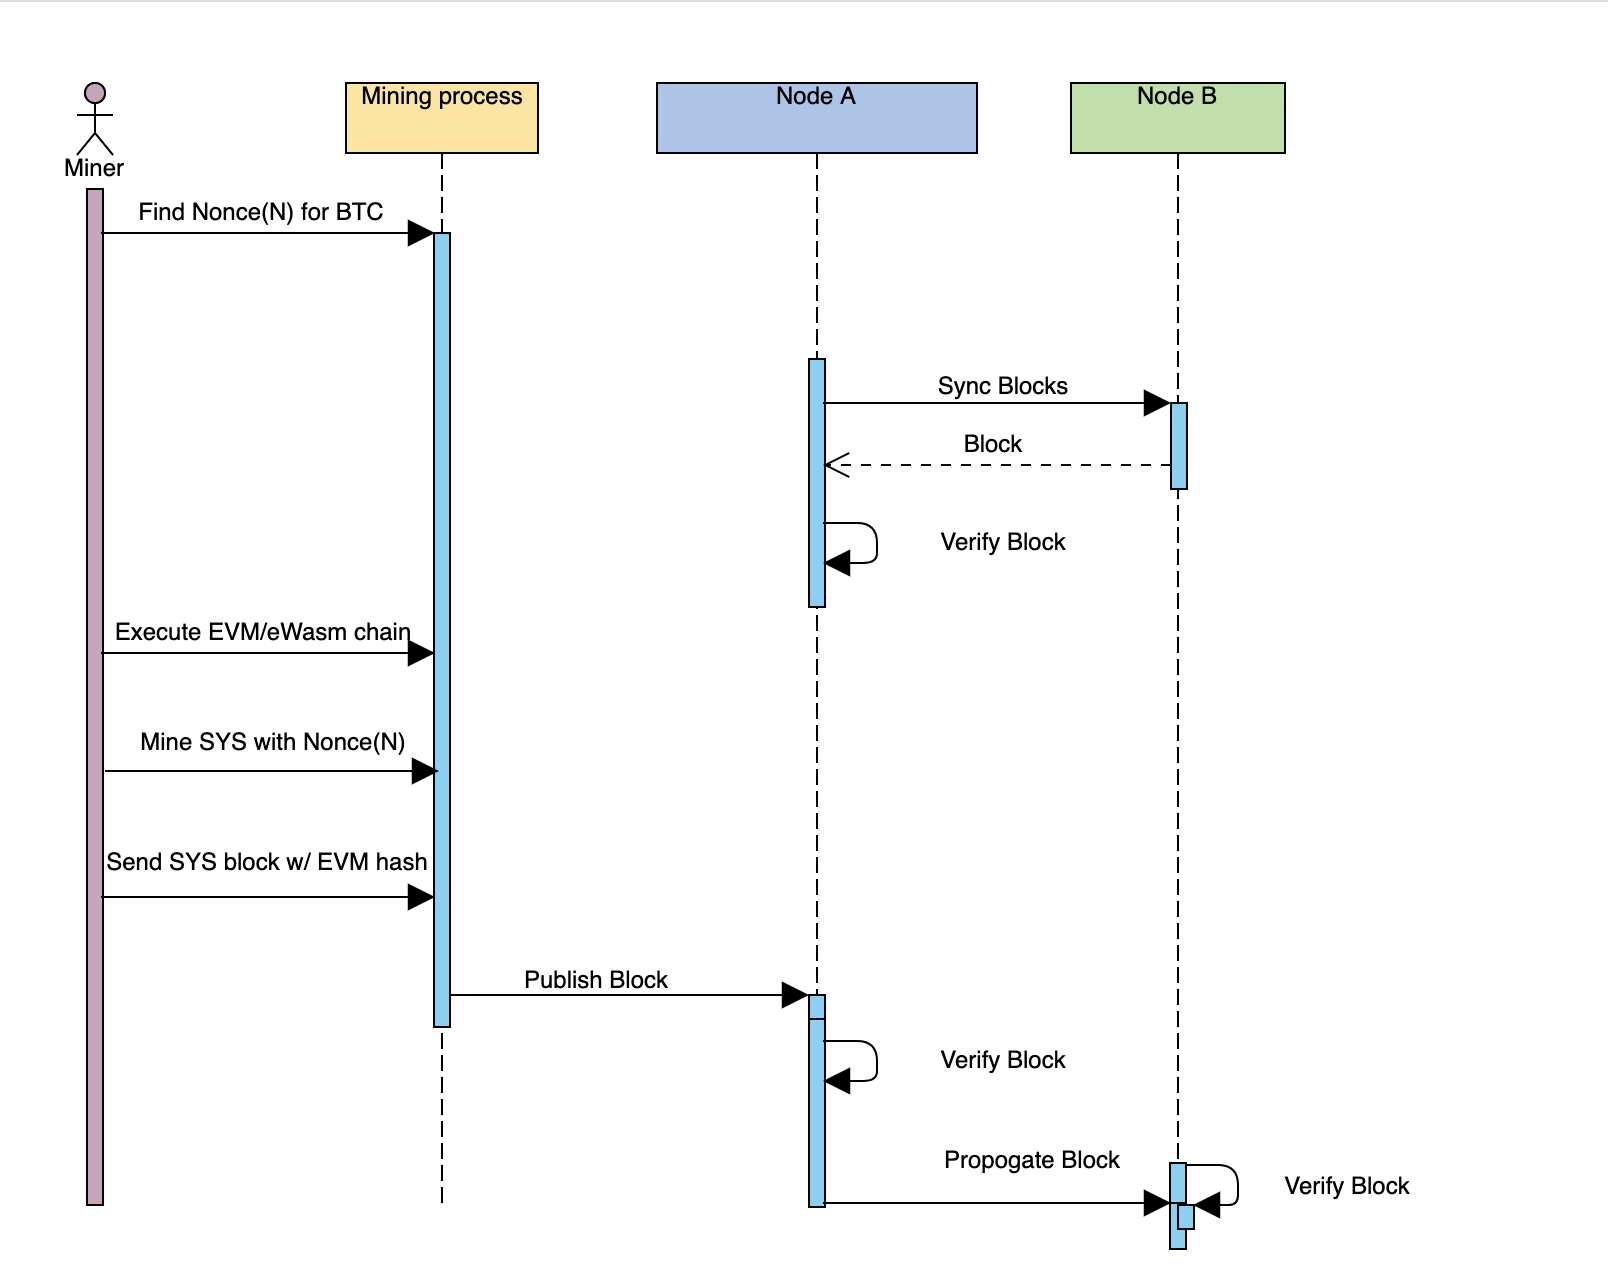 Mining process
Node A
Node B
Miner
Find Nonce(N) for BTC
Sync Blocks
Block
Verify Block
Execute EVM/eWasm chain
Mine SYS with Nonce(N)
Send SYS block w/ EVM hash
Publish Block
Verify Block
Propogate Block
Verify Block